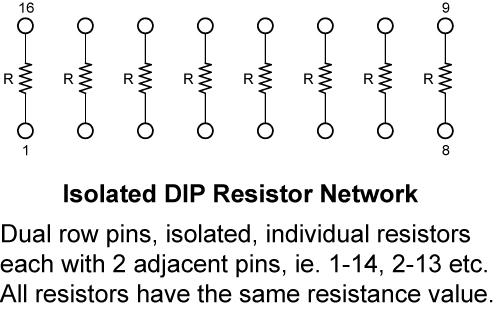 16 9
R R R R R R R R
1 8
Isolated DIP Resistor Network
Dual row pins, isolated, individual resistors
each with 2 adjacent pins, ie. 1-14, 2-13 etc.
All resistors have the same resistance value.